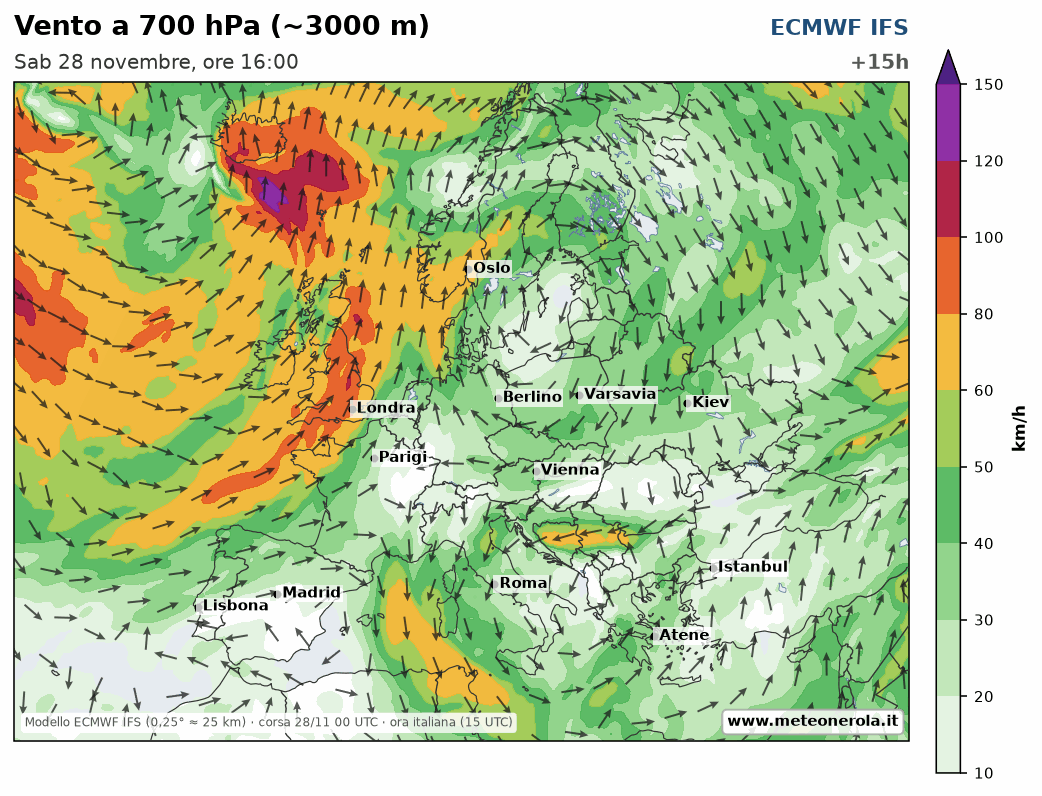 Vento a 700 hPa (~3000 m)
ECMWF IFS
Sab 28 novembre, ore 16:00
+15h
150
120
100
80
60
50
40
30
20
10
km/h
Oslo
Berlino
Varsavia
Kiev
Londra
Parigi
Vienna
Istanbul
Roma
Madrid
Lisbona
Atene
Modello ECMWF IFS (0,25° ≈ 25 km) · corsa 28/11 00 UTC · ora italiana (15 UTC)
www.meteonerola.it